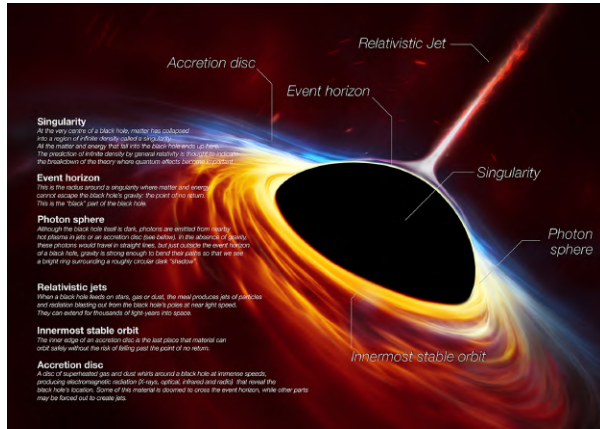 Relativistic Jet
Accretion disc
Event horizon
Singularity
At the very centre of a black hole, matter has collapsed
into a region of infinite density called a singularity.
All the matter and energy that fall into the black hole ends up here.
The prediction of infinite density by general relativity is thought to indicate
the breakdown of the theory where quantum effects become important.
Event horizon
This is the radius around a singularity where matter and energy
cannot escape the black hole's gravity: the point of no return.
This is the "black" part of the black hole.
Photon sphere
Although the black hole itself is dark, photons are emitted from nearby
hot plasma in jets or an accretion disc (see below). In the absence of gravity,
these photons would travel in straight lines, but just outside the event horizon
of a black hole, gravity is strong enough to bend their paths so that we see
a bright ring surrounding a roughly circular dark "shadow".
Relativistic jets
When a black hole feeds on stars, gas or dust, the meal produces jets of particles
and radiation blasting out from the black hole's poles at near light speed.
They can extend for thousands of light-years into space.
Innermost stable orbit
The inner edge of an accretion disc is the last place that material can
orbit safely without the risk of falling past the point of no return.
Accretion disc
A disc of superheated gas and dust whirls around a black hole at immense speeds,
producing electromagnetic radiation (X-rays, optical, infrared and radio) that reveal the
black hole's location. Some of this material is doomed to cross the event horizon, while other parts
may be forced out to create jets.
Singularity
Photon
sphere
Innermost stable orbit